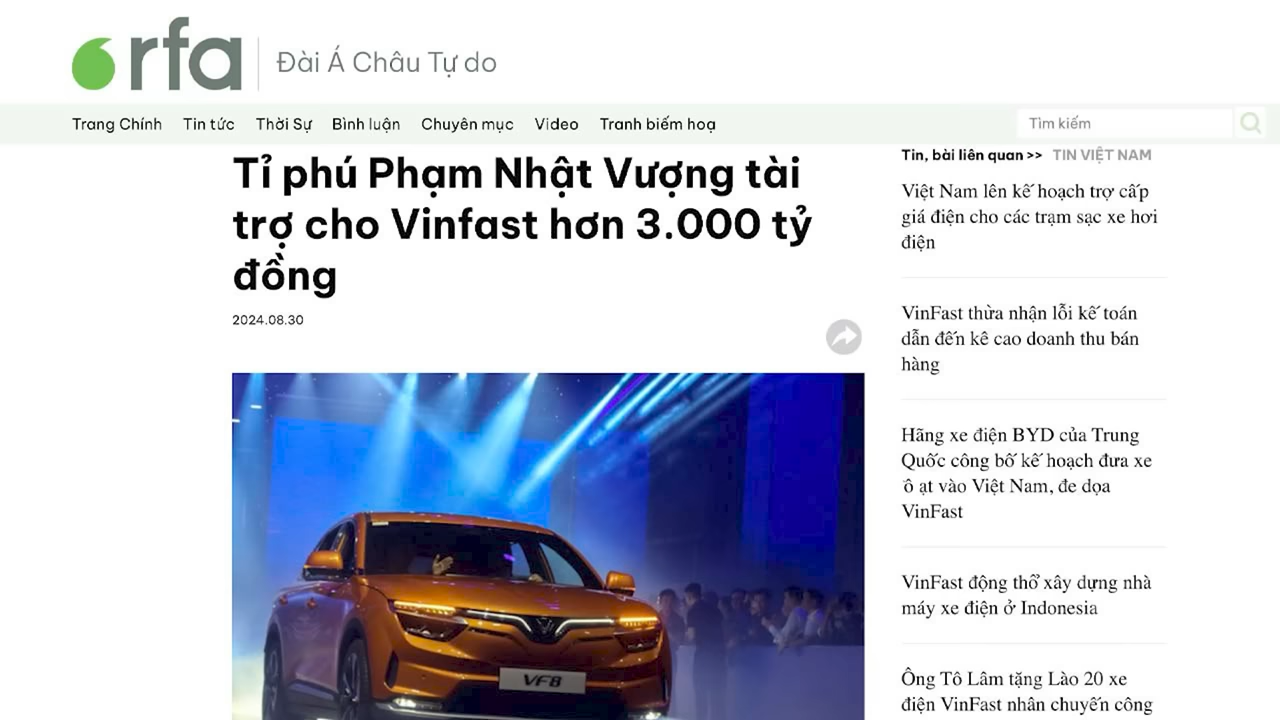 rfa Đài Á Châu Tự do
Trang Chính Tin tức Thời Sự Bình luận Chuyên mục Video Tranh biếm hoạ Tìm kiếm
Tỉ phú Phạm Nhật Vượng tài
trợ cho Vinfast hơn 3.000 tỷ
đồng
2024.08.30
VF8
Tin, bài liên quan >> TIN VIỆT NAM
Việt Nam lên kế hoạch trợ cấp
giá điện cho các trạm sạc xe hơi
điện
VinFast thừa nhận lỗi kế toán
dẫn đến kê cao doanh thu bán
hàng
Hãng xe điện BYD của Trung
Quốc công bố kế hoạch đưa xe
ồ ạt vào Việt Nam, đe dọa
VinFast
VinFast động thổ xây dựng nhà
máy xe điện ở Indonesia
Ông Tô Lâm tặng Lào 20 xe
điện VinFast nhân chuyến công